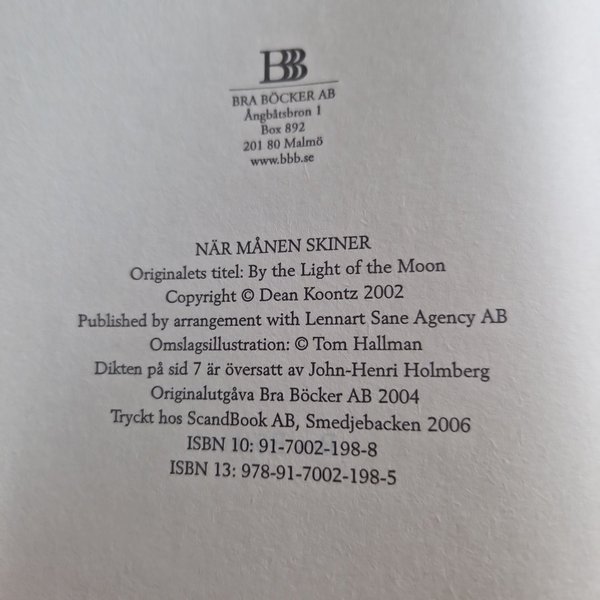 BBB
BRA BÖCKER AB
Ångbåtsbron 1
Box 892
201 80 Malmö
www.bbb.se
NÄR MÅNEN SKINER
Originalets titel: By the Light of the Moon
Copyright © Dean Koontz 2002
Published by arrangement with Lennart Sane Agency AB
Omslagsillustration: © Tom Hallman
Dikten på sid 7 är översatt av John-Henri Holmberg
Originalutgåva Bra Böcker AB 2004
Tryckt hos ScandBook AB, Smedjebacken 2006
ISBN 10: 91-7002-198-8
ISBN 13: 978-91-7002-198-5